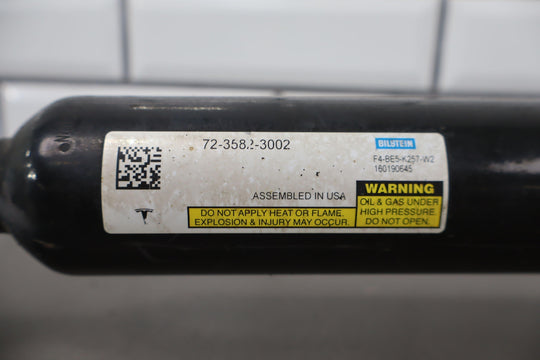 72-3582-3002
BILSTEIN
F4-BE5-K257-W2
160190645
ASSEMBLED IN USA
WARNING
OIL & GAS UNDER
HIGH PRESSURE.
DO NOT OPEN.
DO NOT APPLY HEAT OR FLAME.
EXPLOSION & INJURY MAY OCCUR.